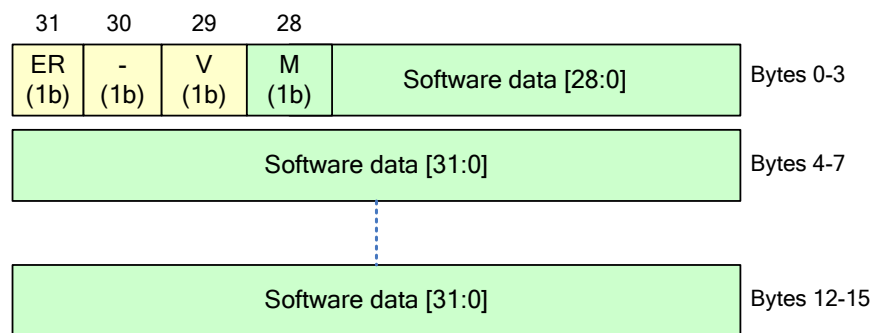 31 30 29 28
ER - V M
(1b) (1b) (1b) (1b)
Software data [28:0]
Bytes 0-3
Software data [31:0]
Bytes 4-7
Software data [31:0]
Bytes 12-15